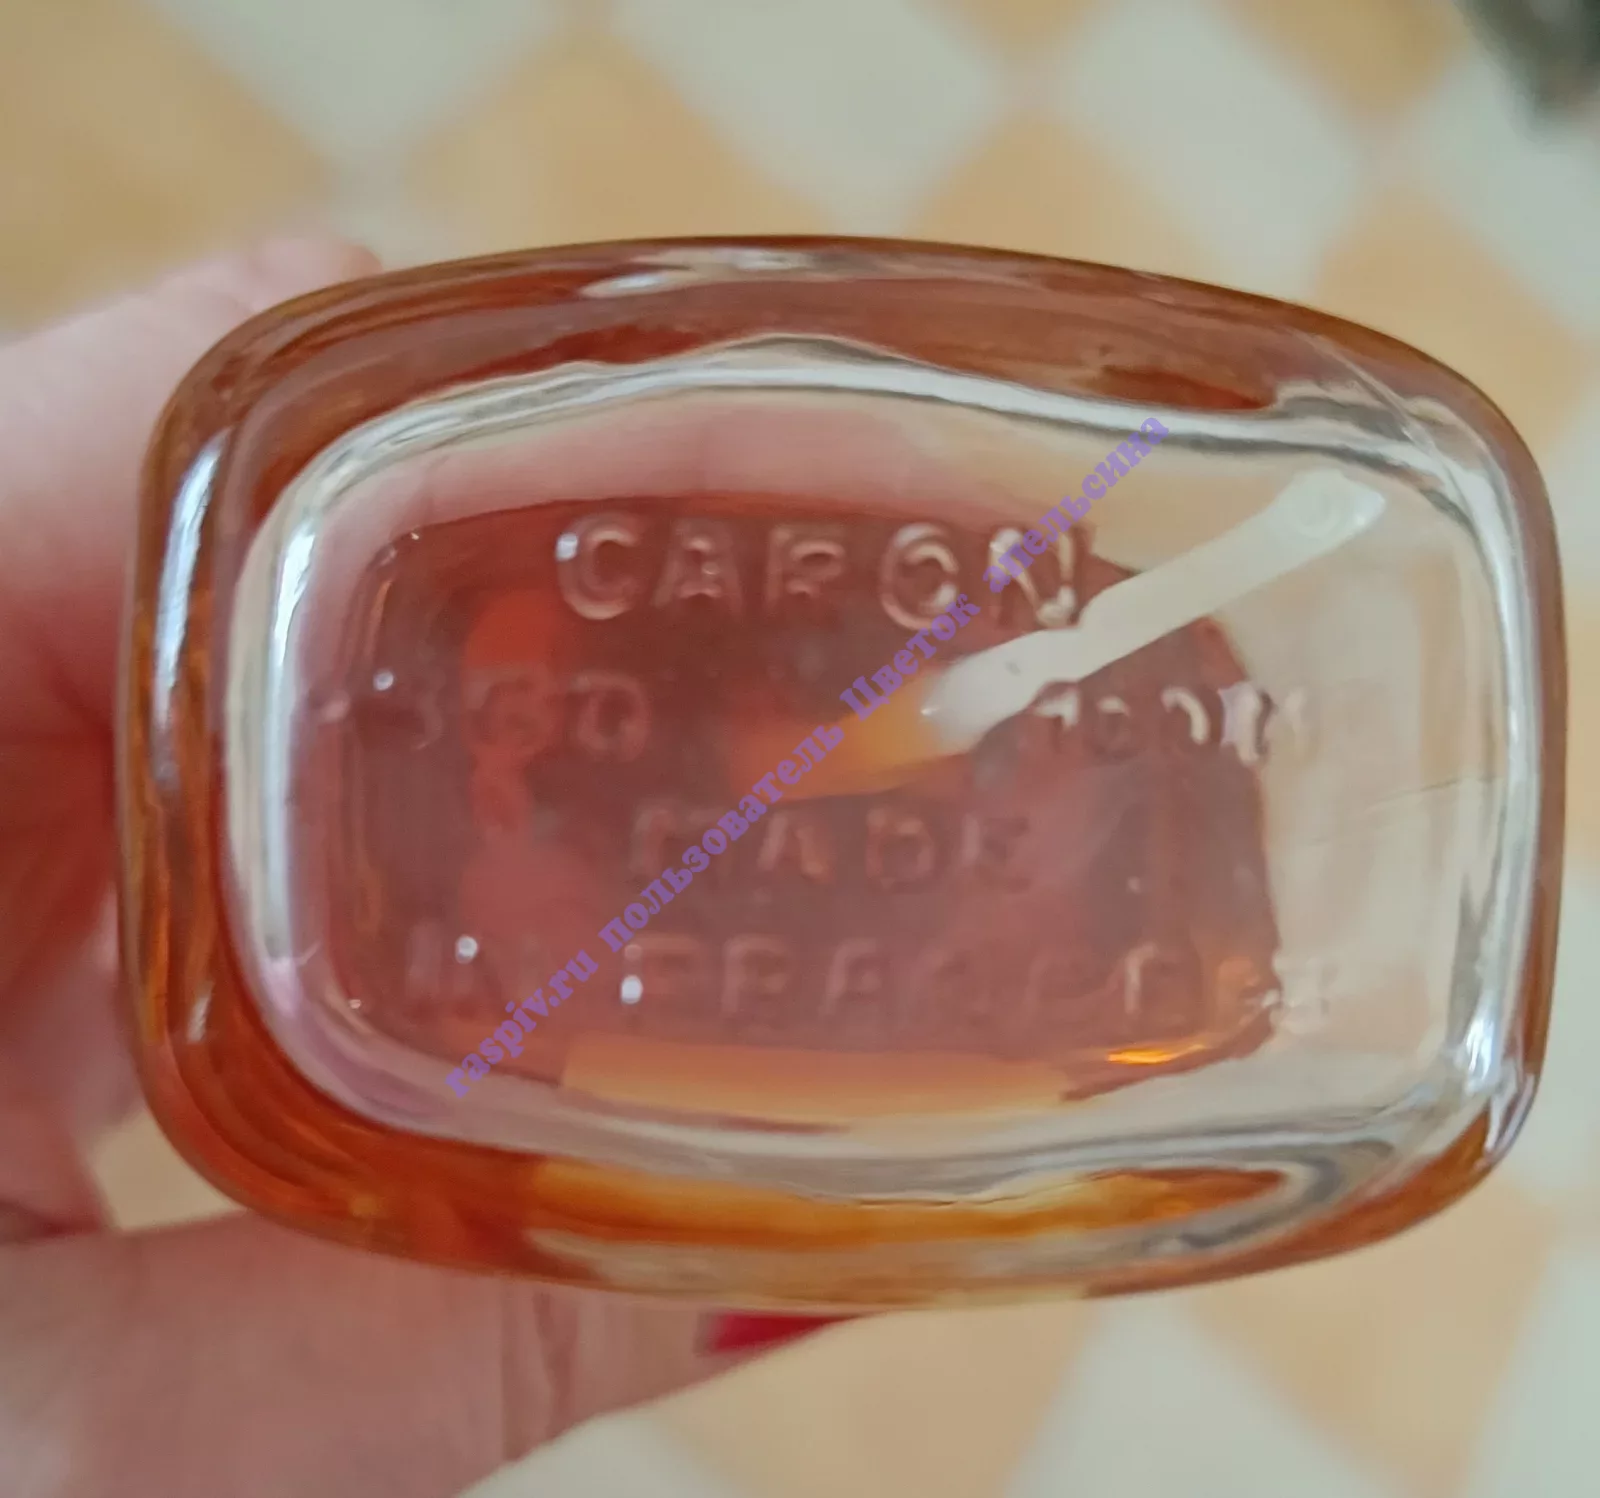 CARON
MADE
IN FRANCE
raspiv.ru пользователь Цветок апельсина